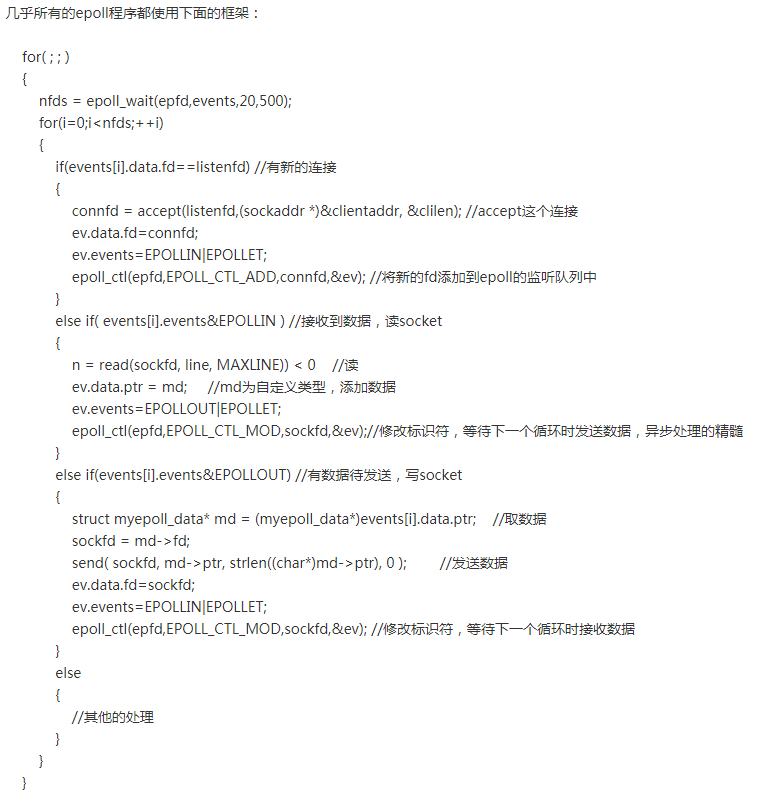 几乎所有的epoll程序都使用下面的框架：
for( ; ; )
{
nfds = epoll_wait(epfd,events,20,500);
for(i=0;i<nfds;++i)
{
if(events[i].data.fd==listenfd) //有新的连接
{
connfd = accept(listenfd,(sockaddr *)&clientaddr, &clilen); //accept这个连接
ev.data.fd=connfd;
ev.events=EPOLLIN|EPOLLET;
epoll_ctl(epfd,EPOLL_CTL_ADD,connfd,&ev); //将新的fd添加到epoll的监听队列中
}
else if( events[i].events&EPOLLIN ) //接收到数据，读socket
{
n = read(sockfd, line, MAXLINE)) < 0 //读
ev.data.ptr = md; //md为自定义类型，添加数据
ev.events=EPOLLOUT|EPOLLET;
epoll_ctl(epfd,EPOLL_CTL_MOD,sockfd,&ev);//修改标识符，等待下一个循环时发送数据，异步处理的精髓
}
else if(events[i].events&EPOLLOUT) //有数据待发送，写socket
{
struct myepoll_data* md = (myepoll_data*)events[i].data.ptr; //取数据
sockfd = md->fd;
send( sockfd, md->ptr, strlen((char*)md->ptr), 0 ); //发送数据
ev.data.fd=sockfd;
ev.events=EPOLLIN|EPOLLET;
epoll_ctl(epfd,EPOLL_CTL_MOD,sockfd,&ev); //修改标识符，等待下一个循环时接收数据
}
else
{
//其他的处理
}
}
}